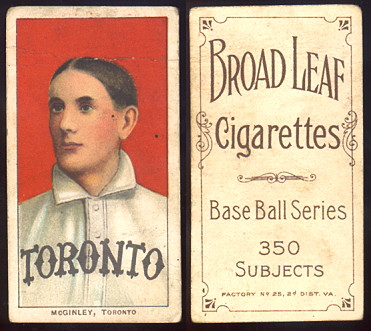 TORONTO
McGINLEY, TORONTO
BROAD LEAF
Cigarettes
Base Ball Series
350
SUBJECTS
FACTORY No 25, 2d DIST. VA.